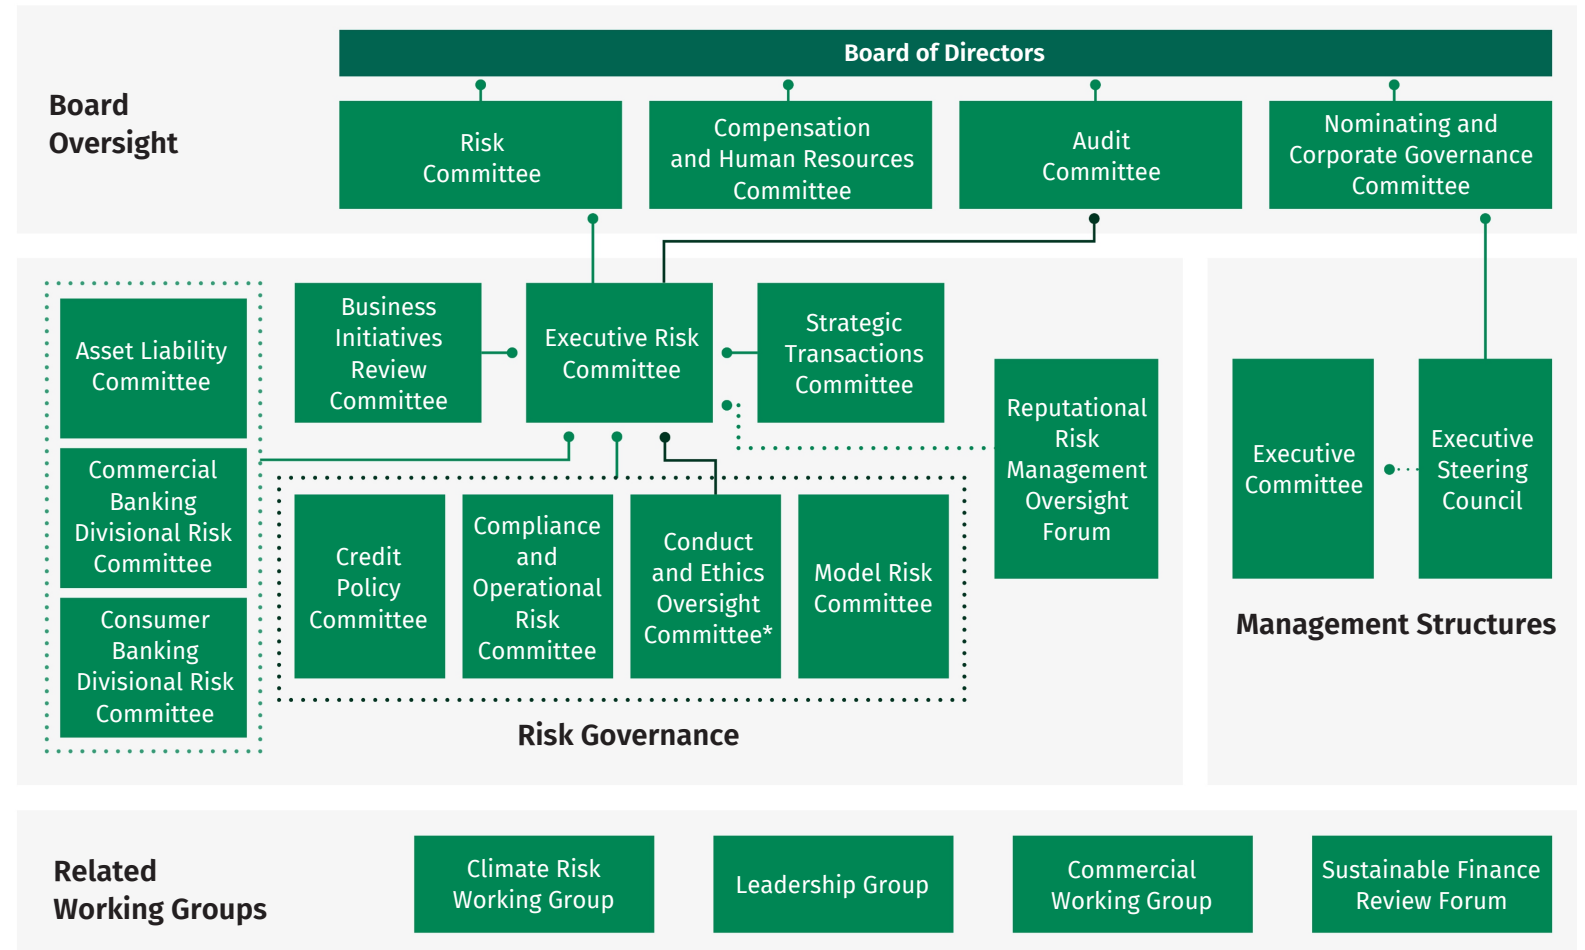 Board of Directors
Board
Oversight
Risk
Committee
Compensation
and Human Resources
Committee
Audit
Committee
Nominating and
Corporate Governance
Committee
Asset Liability
Committee
Commercial
Banking
Divisional Risk
Committee
Consumer
Banking
Divisional Risk
Committee
Business
Initiatives
Review
Committee
Executive Risk
Committee
Strategic
Transactions
Committee
Reputational
Risk
Management
Oversight
Forum
Credit
Policy
Committee
Compliance
and
Operational
Risk
Committee
Conduct
and Ethics
Oversight
Committee*
Model Risk
Committee
Risk Governance
Executive
Committee
Executive
Steering
Council
Management Structures
Related
Working Groups
Climate Risk
Working Group
Leadership Group
Commercial
Working Group
Sustainable Finance
Review Forum